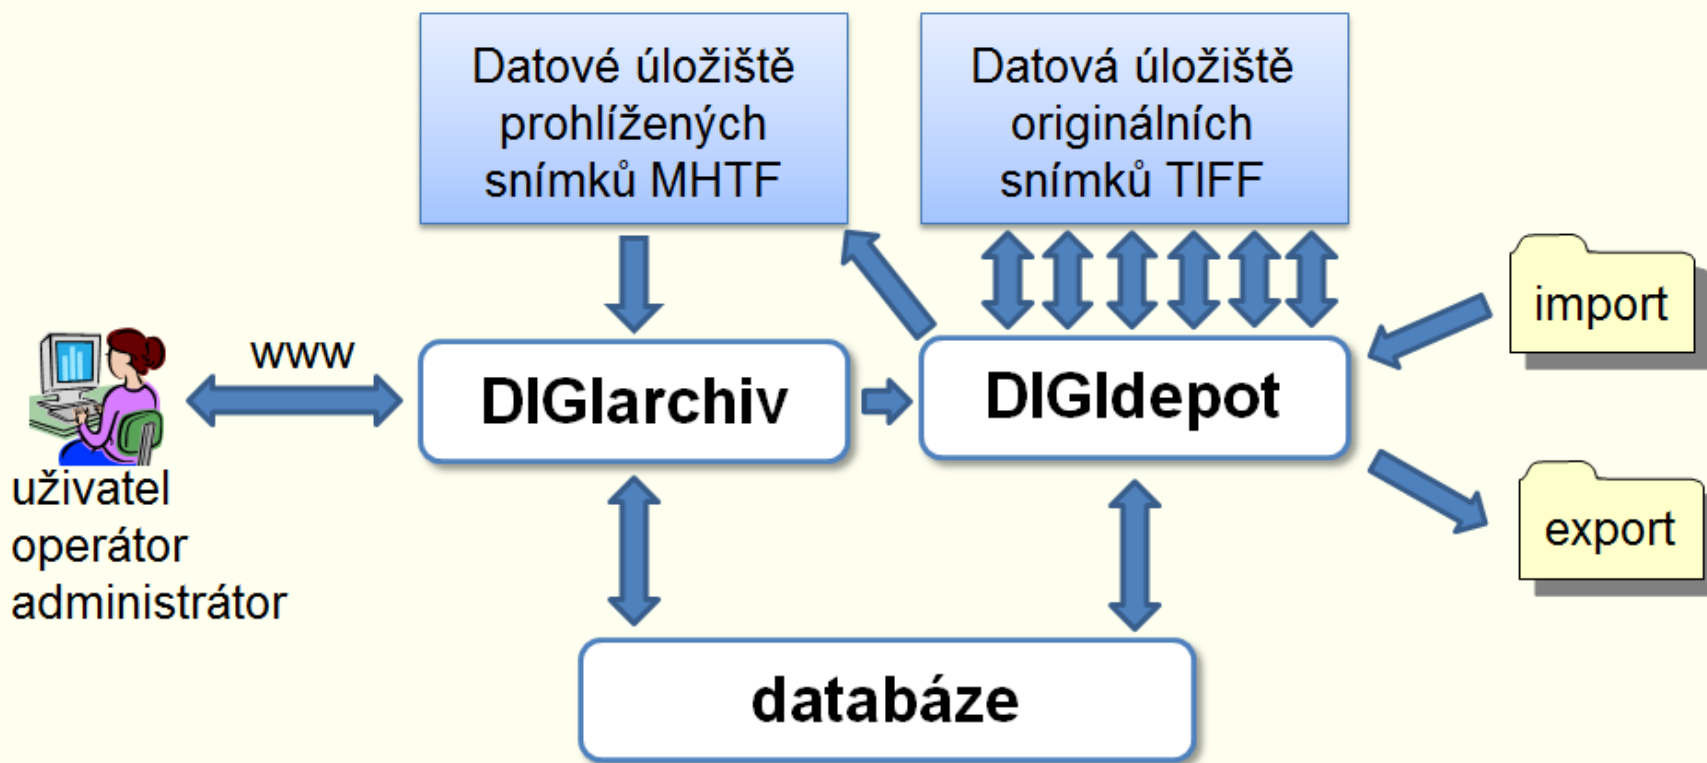 Datové úložiště
prohlížených
snímků MHTF
Datová úložiště
originálních
snímků TIFF
import
www
DIGIarchiv
DIGIdepot
uživatel
operátor
administrátor
export
databáze